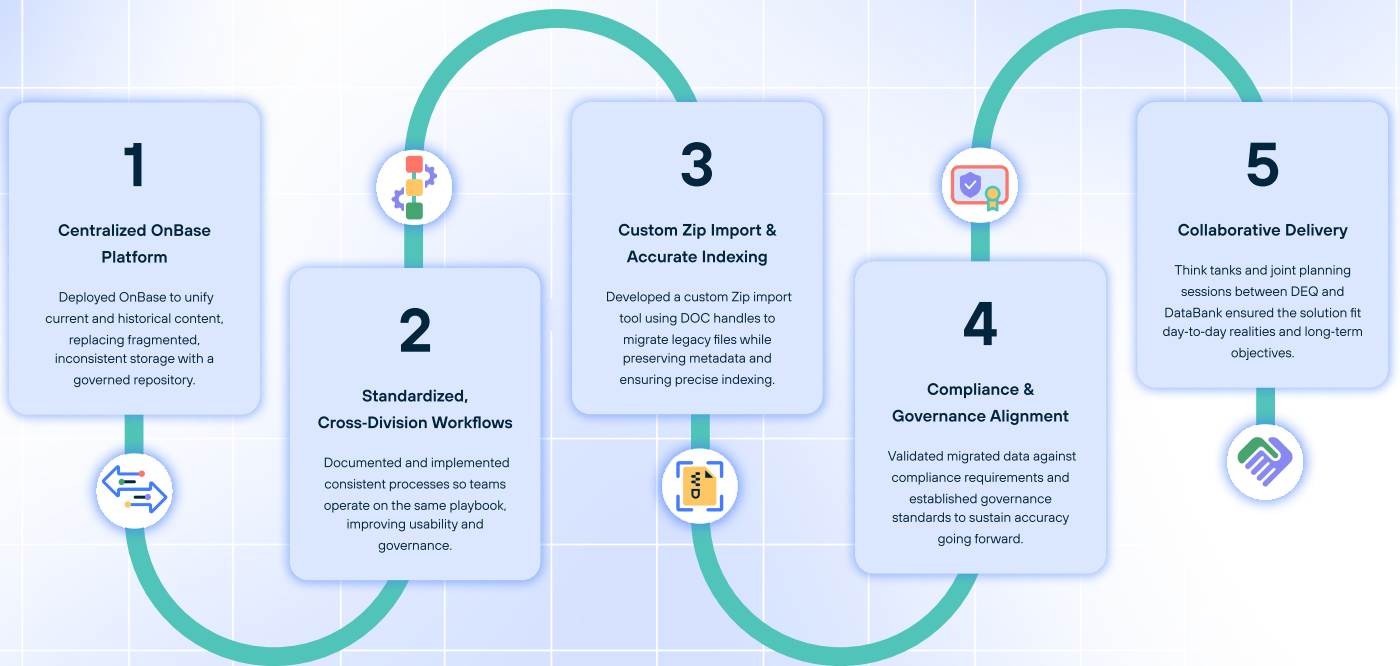 1
Centralized OnBase
Platform
Deployed OnBase to unify
current and historical content,
replacing fragmented,
inconsistent storage with a
governed repository.
2
Standardized,
Cross-Division Workflows
Documented and implemented
consistent processes so teams
operate on the same playbook,
improving usability and
governance.
3
Custom Zip Import &
Accurate Indexing
Developed a custom Zip import
tool using DOC handles to
migrate legacy files while
preserving metadata and
ensuring precise indexing.
4
Compliance &
Governance Alignment
Validated migrated data against
compliance requirements and
established governance
standards to sustain accuracy
going forward.
5
Collaborative Delivery
Think tanks and joint planning
sessions between DEQ and
DataBank ensured the solution fit
day-to-day realities and long-term
objectives.